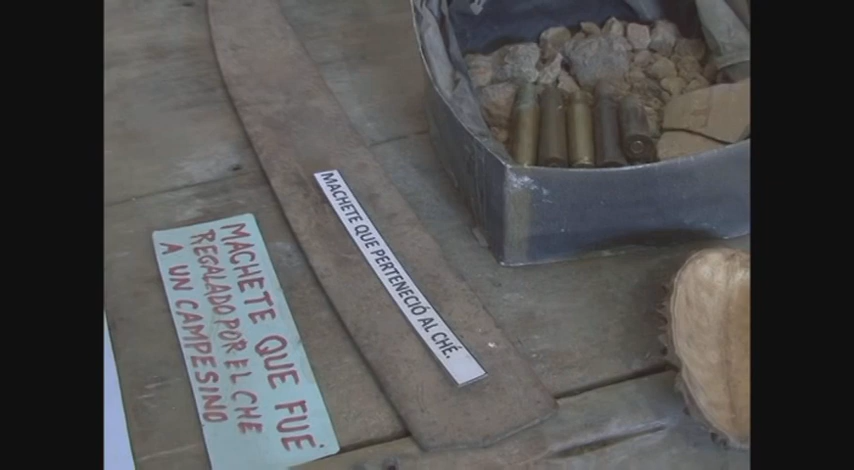 MACHETE QUE FUÉ
REGALADO POR EL CHE
A UN CAMPESINO
MACHETE QUE PERTENECIÓ AL CHÉ.